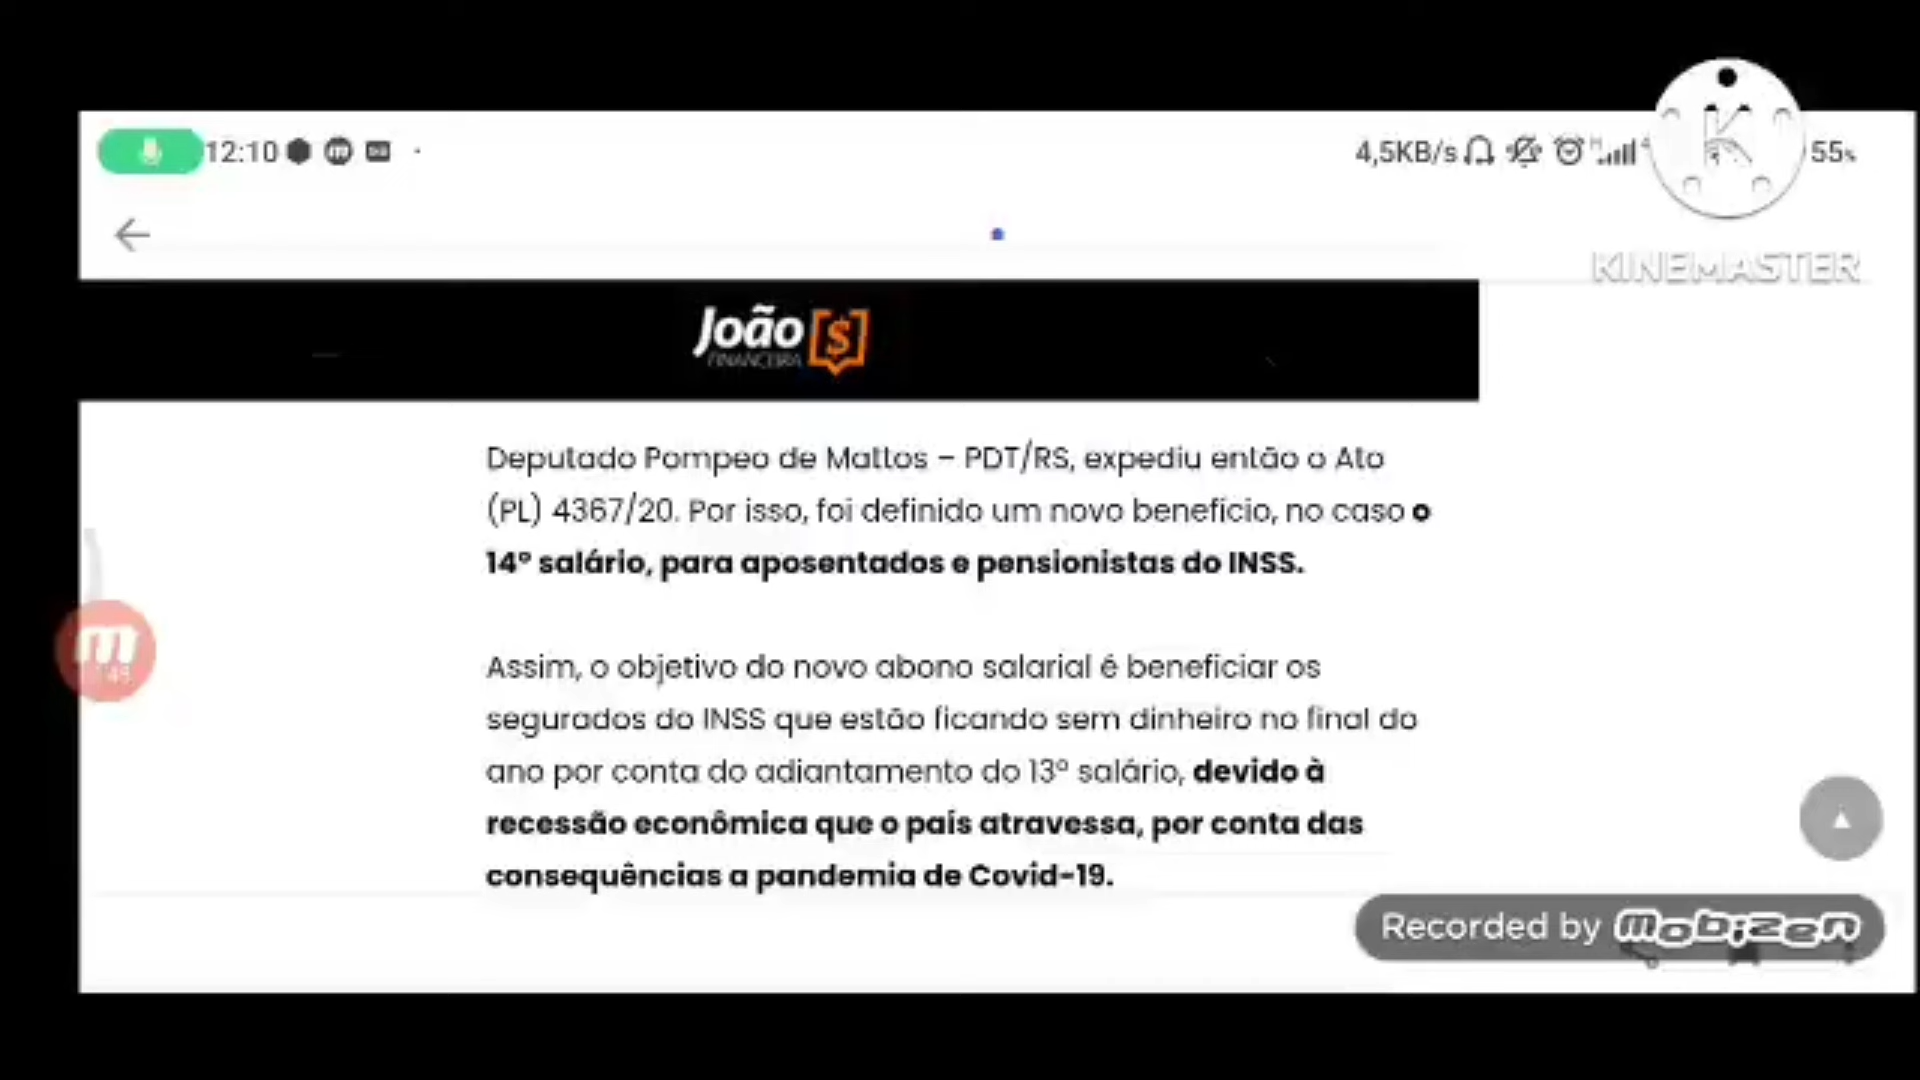 12:10
4,5KB/s
55%
KINEMASTER
João
FINANCEIRA
Deputado Pompeo de Mattos – PDT/RS, expediu então o Ato
(PL) 4367/20. Por isso, foi definido um novo benefício, no caso o
14º salário, para aposentados e pensionistas do INSS.
Assim, o objetivo do novo abono salarial é beneficiar os
segurados do INSS que estão ficando sem dinheiro no final do
ano por conta do adiantamento do 13º salário, devido à
recessão econômica que o país atravessa, por conta das
consequências a pandemia de Covid-19.
Recorded by mobizen